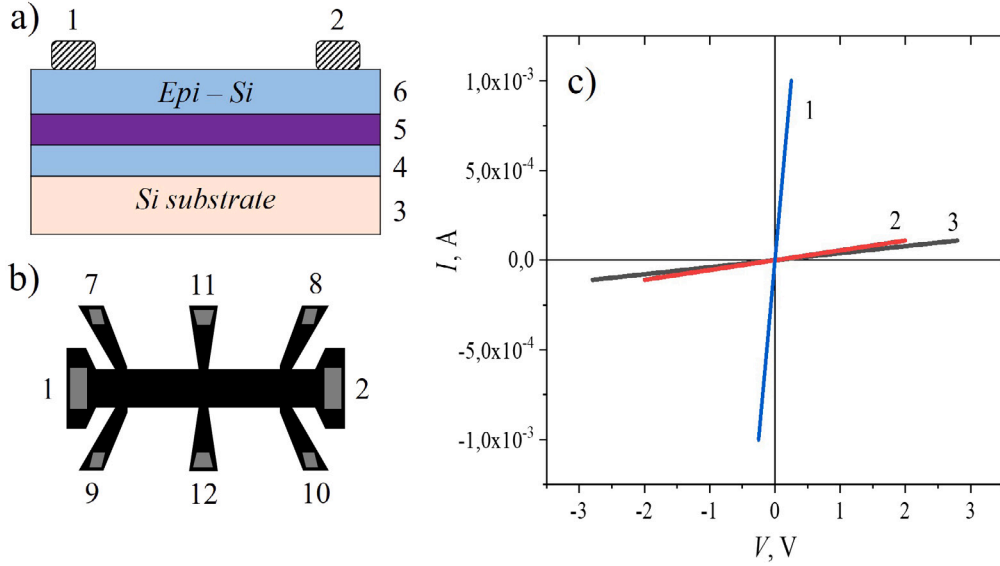 a)
1
2
Epi – Si
6
5
4
Si substrate
3
b)
7
11
8
1
2
9
12
10
c)
1,0x10⁻³
5,0x10⁻⁴
0,0
-5,0x10⁻⁴
-1,0x10⁻³
I, A
1
2
3
-3
-2
-1
0
1
2
3
V, V